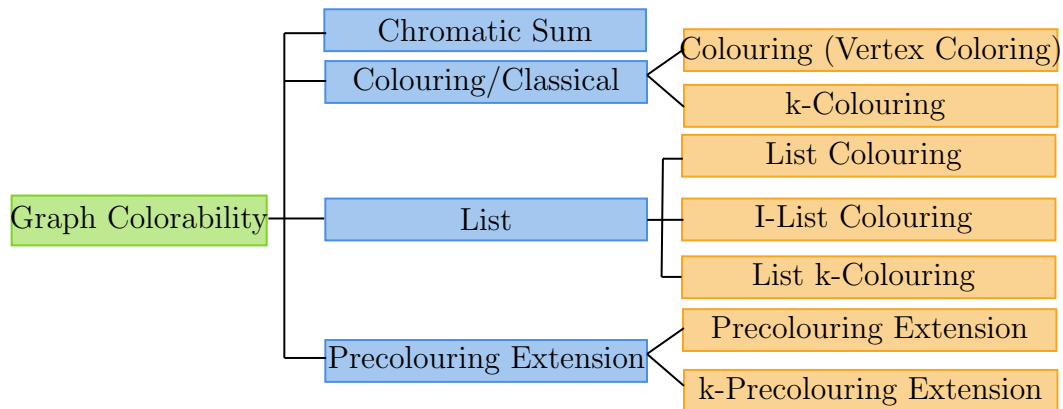 Chromatic Sum
Colouring/Classical
Colouring (Vertex Coloring)
k-Colouring
List Colouring
Graph Colorability
List
I-List Colouring
List k-Colouring
Precolouring Extension
Precolouring Extension
k-Precolouring Extension